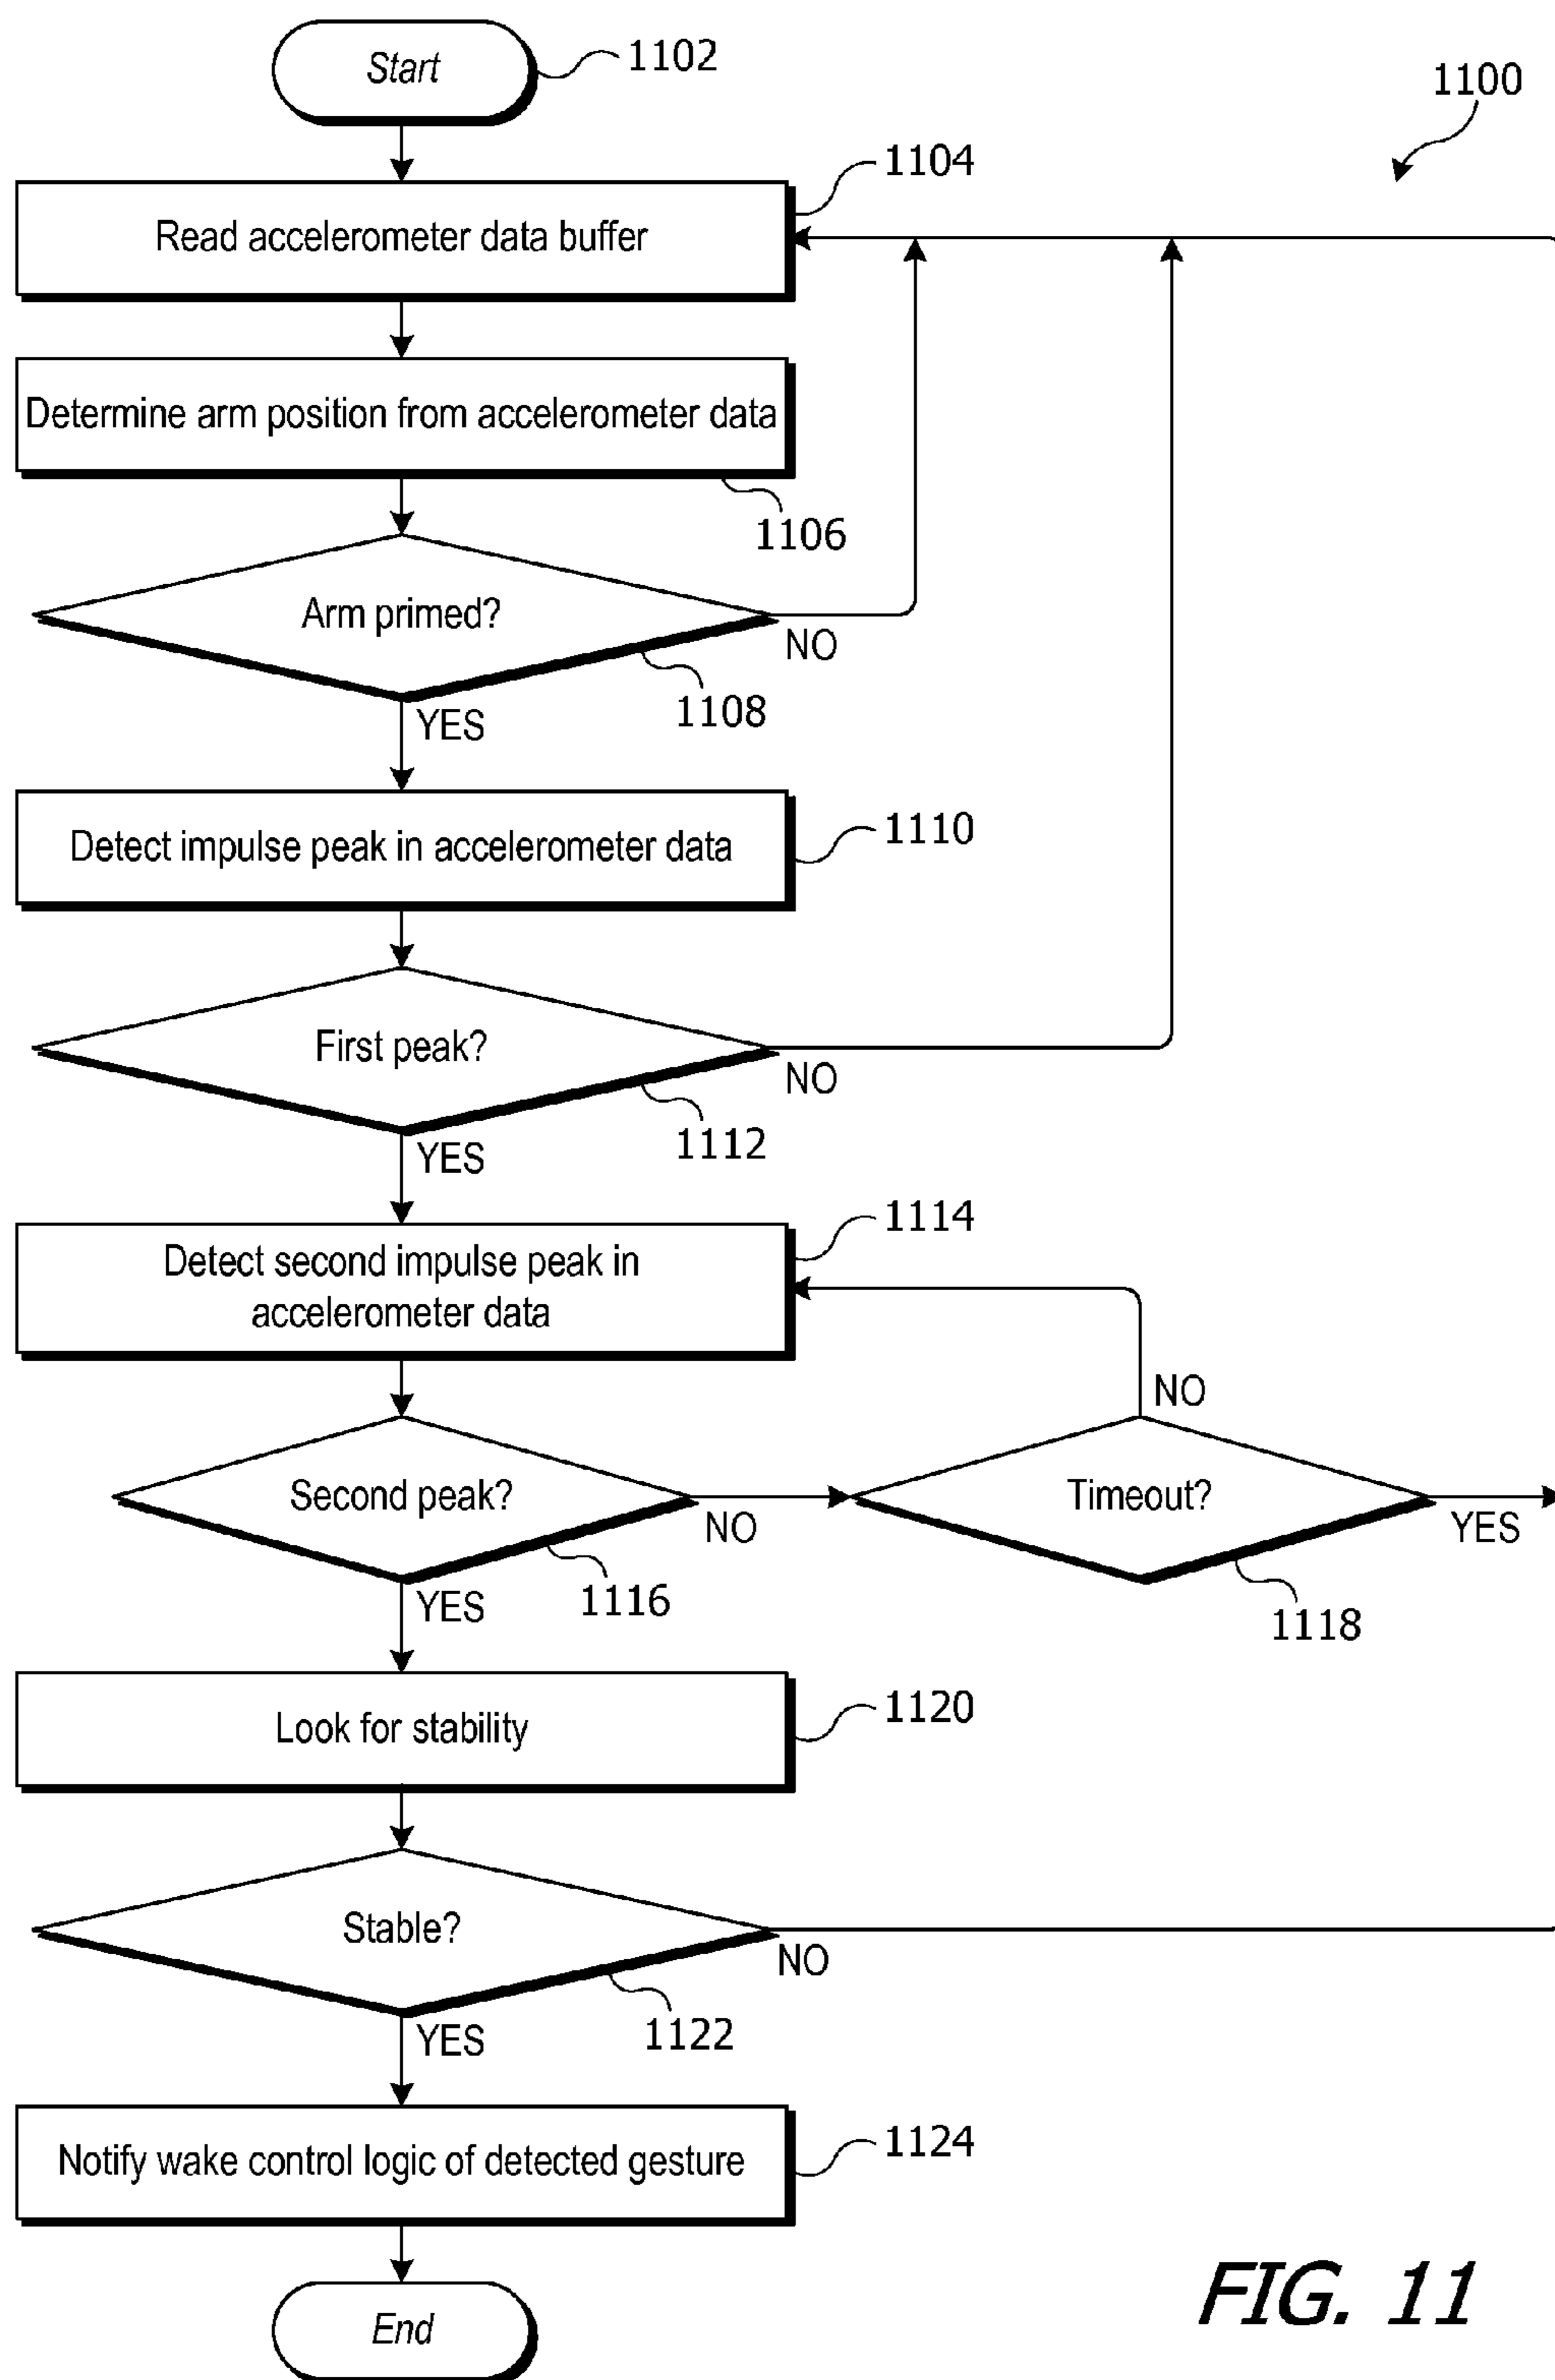 Start
1102
1100
1104
Read accelerometer data buffer
Determine arm position from accelerometer data
1106
Arm primed?
NO
1108
YES
Detect impulse peak in accelerometer data
1110
First peak?
NO
1112
YES
1114
Detect second impulse peak in
accelerometer data
NO
Second peak?
NO
Timeout?
YES
1116
YES
1118
Look for stability
1120
Stable?
NO
1122
YES
Notify wake control logic of detected gesture
1124
End
FIG. 11